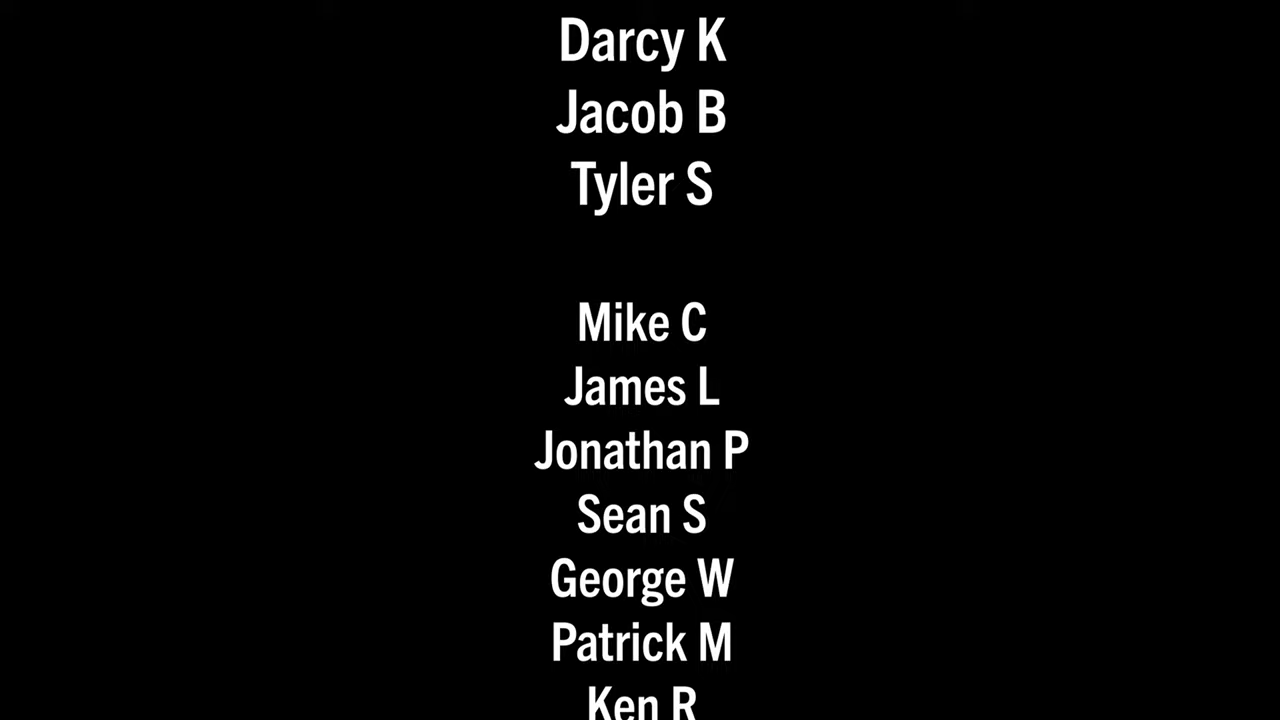 Darcy K
Jacob B
Tyler S
Mike C
James L
Jonathan P
Sean S
George W
Patrick M
Ken R